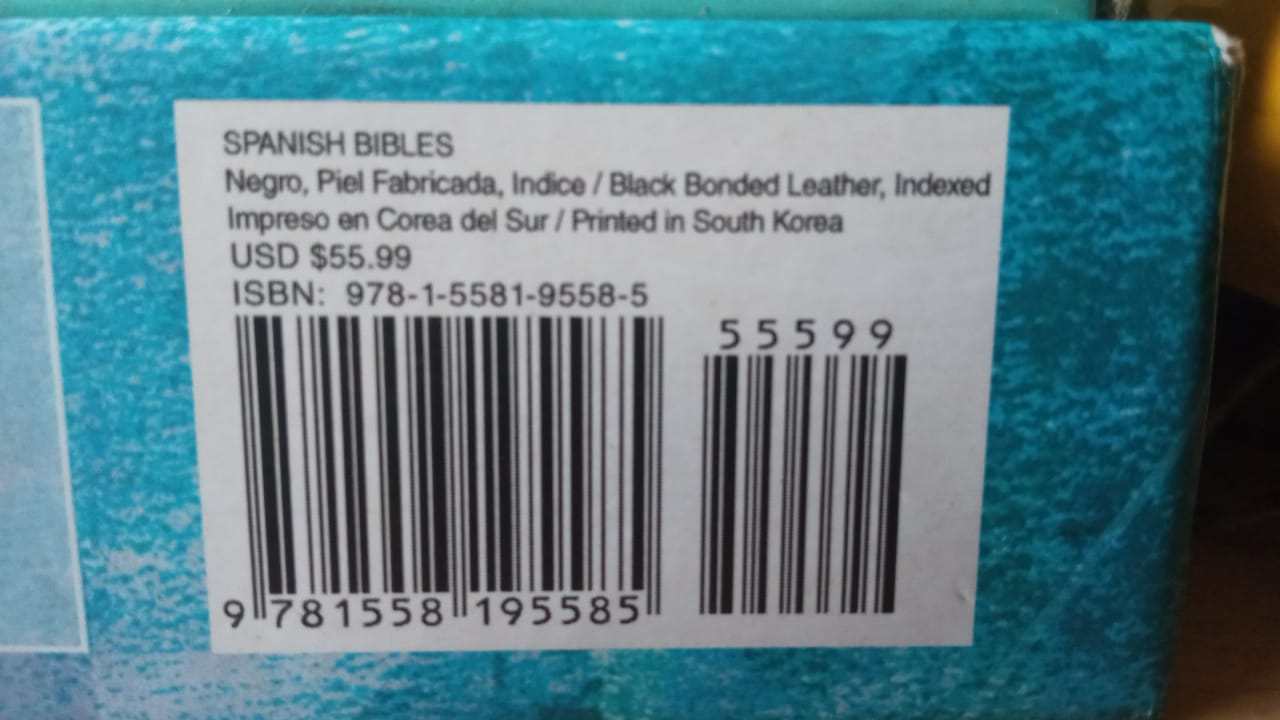 SPANISH BIBLES
Negro, Piel Fabricada, Indice / Black Bonded Leather, Indexed
Impreso en Corea del Sur / Printed in South Korea
USD $55.99
ISBN: 978-1-5581-9558-5
55599
9 781558 195585